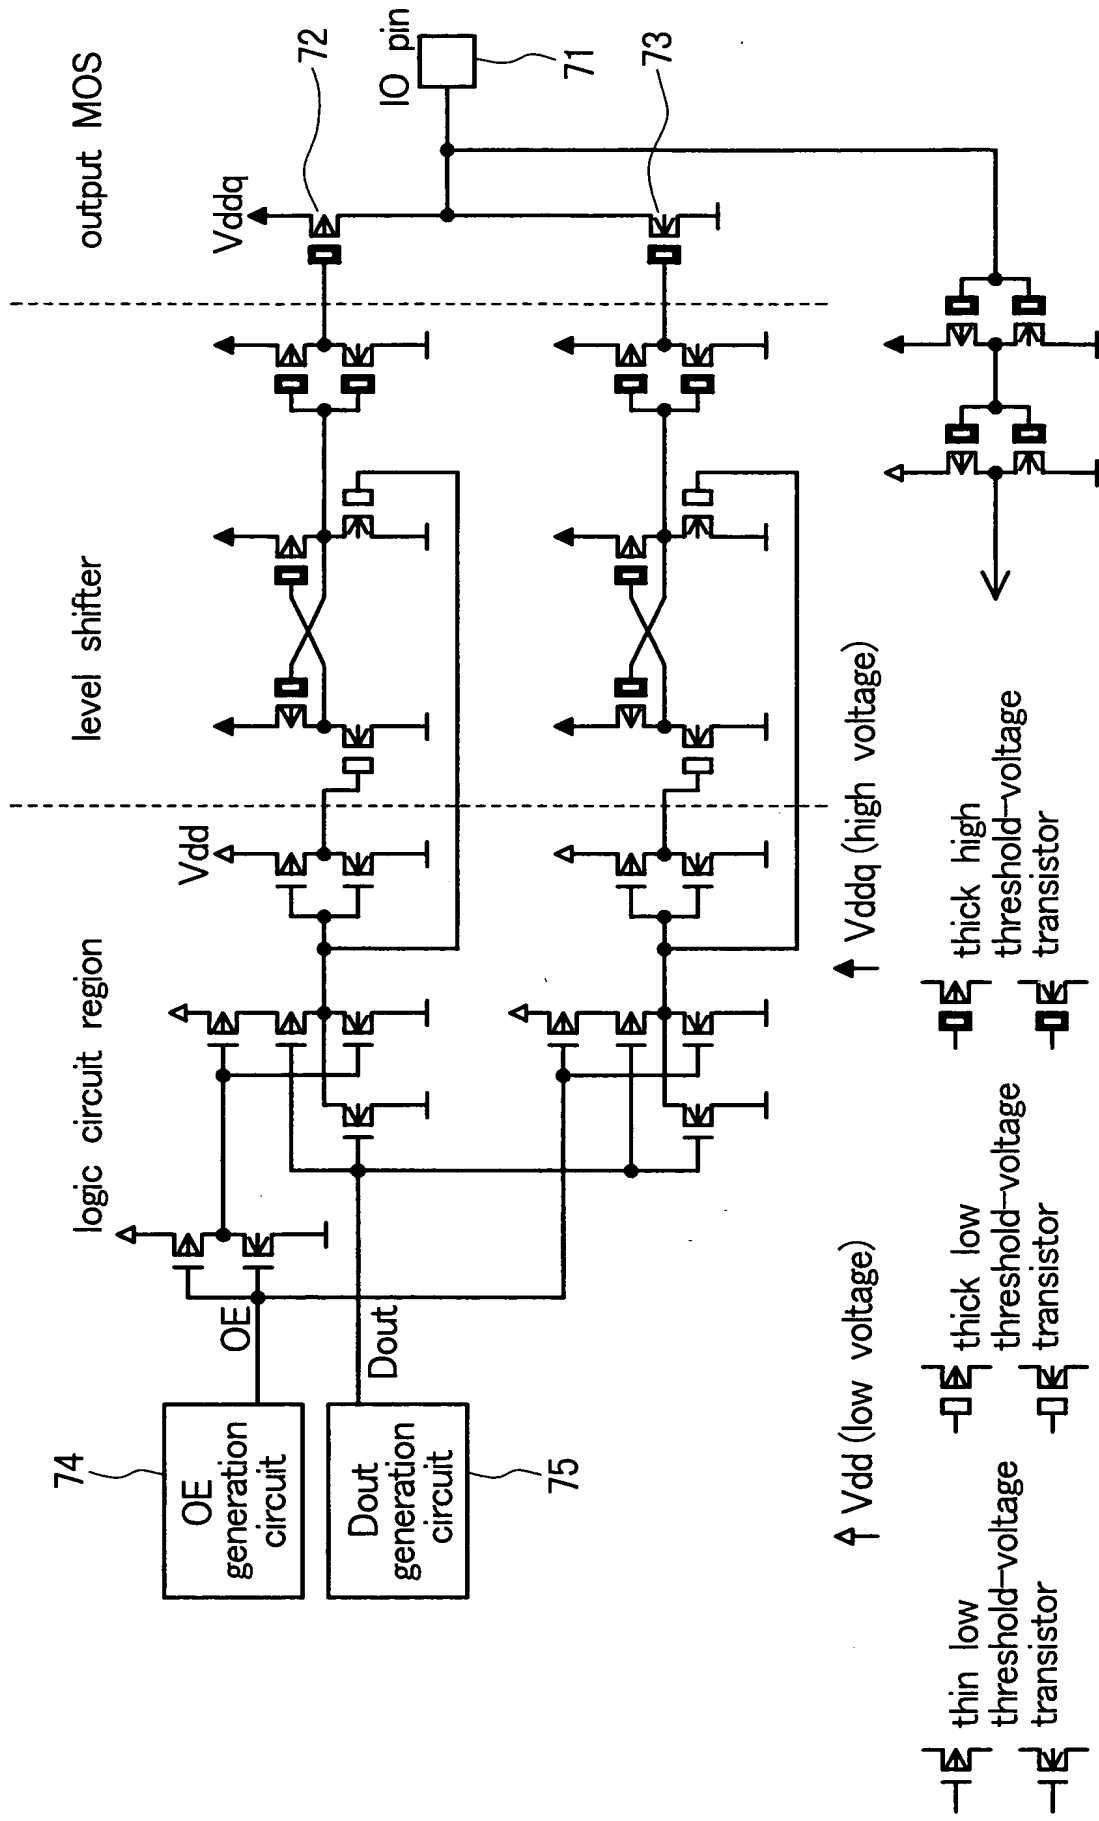 logic circuit region
level shifter
output MOS
74
OE
generation
circuit
OE
Dout
generation
circuit
75
Dout
Vdd
Vddq
72
IO pin
71
73
Vdd (low voltage)
Vddq (high voltage)
thin low
threshold-voltage
transistor
thick low
threshold-voltage
transistor
thick high
threshold-voltage
transistor